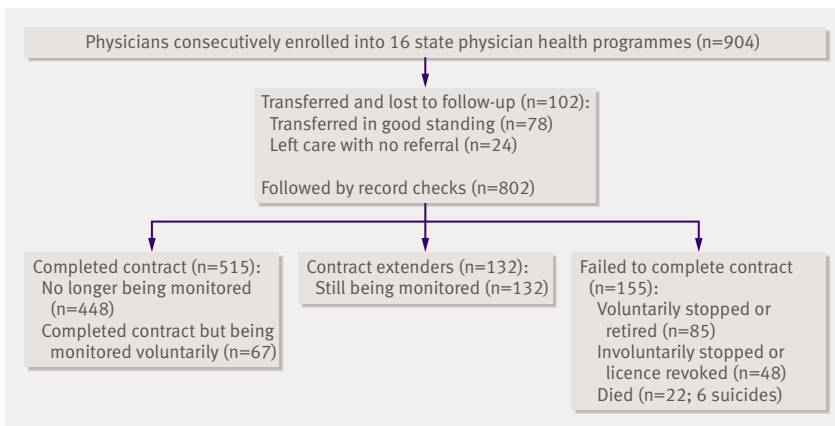 Physicians consecutively enrolled into 16 state physician health programmes (n=904)
Transferred and lost to follow-up (n=102):
Transferred in good standing (n=78)
Left care with no referral (n=24)
Followed by record checks (n=802)
Completed contract (n=515):
No longer being monitored
(n=448)
Completed contract but being
monitored voluntarily (n=67)
Contract extenders (n=132):
Still being monitored (n=132)
Failed to complete contract
(n=155):
Voluntarily stopped or
retired (n=85)
Involuntarily stopped or
licence revoked (n=48)
Died (n=22; 6 suicides)